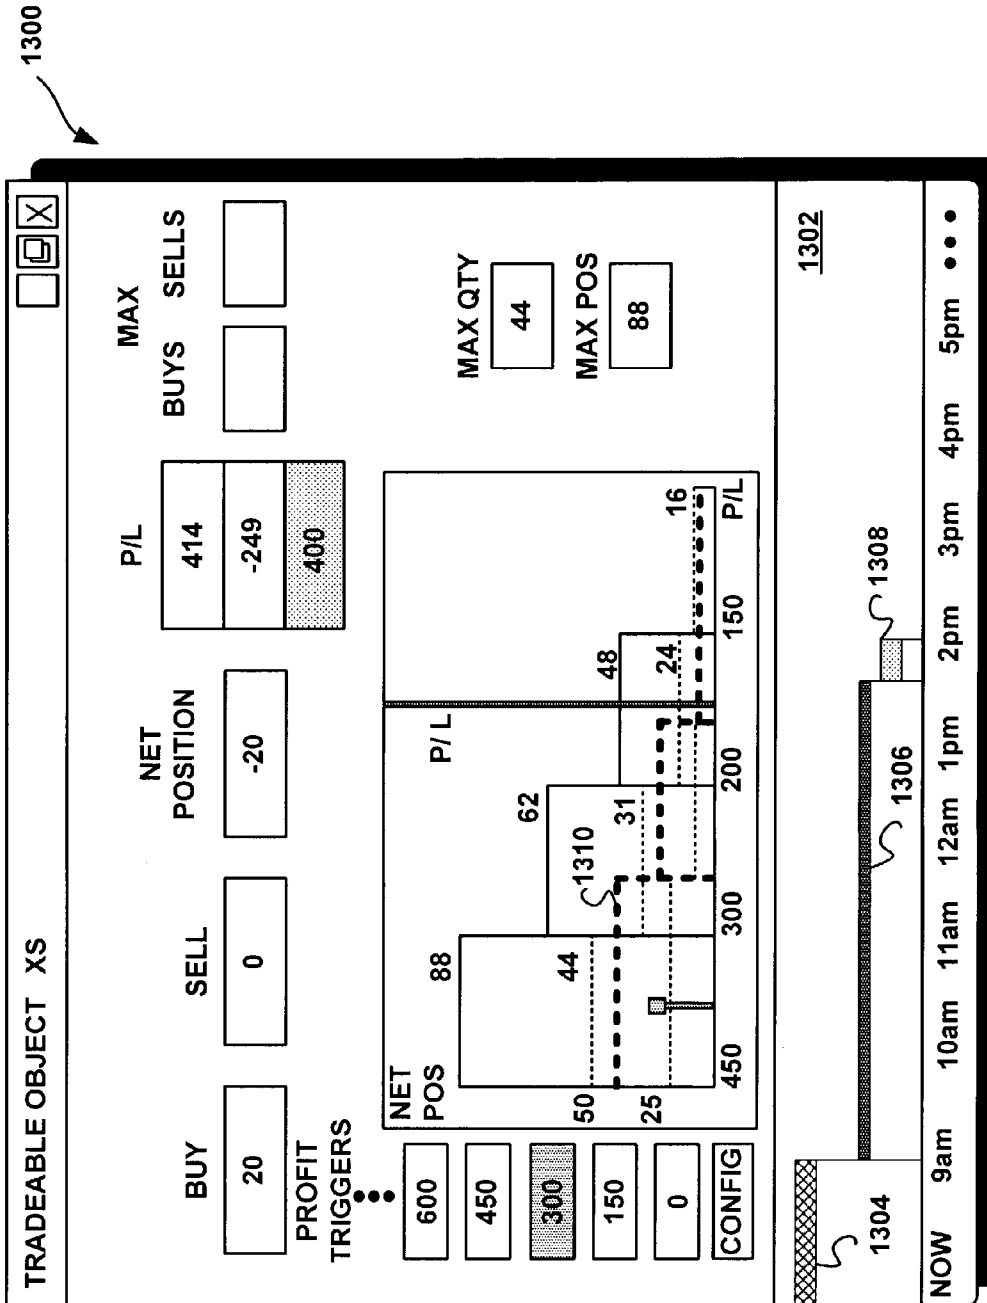 1300
TRADEABLE OBJECT XS
X
BUY
SELL
NET
POSITION
P/L
MAX
BUYS SELLS
20
0
-20
414
-249
400
PROFIT
TRIGGERS
600
450
300
150
0
CONFIG
NET
POS
P/ L
88
62
48
44
31
24
16
50
25
1310
450 300 200 150 P/L
MAX QTY
44
MAX POS
88
1302
1304
1306
1308
NOW 9am 10am 11am 12am 1pm 2pm 3pm 4pm 5pm